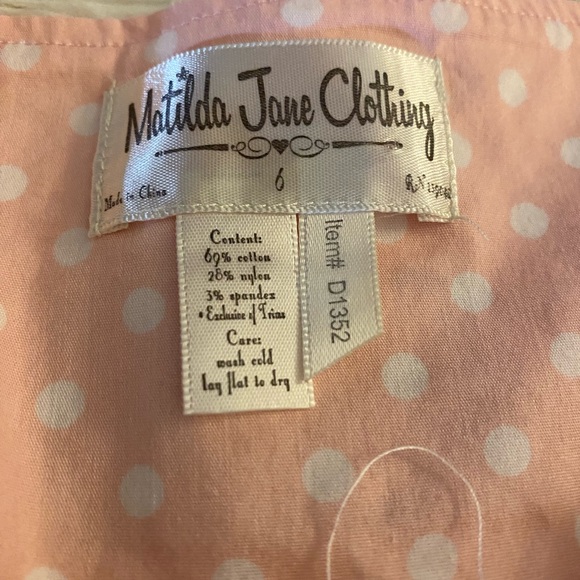 Matilda Jane Clothing
6
Made in China
Content:
69% cotton
28% nylon
3% spandex
• Exclusive of Trims
Care:
wash cold
lay flat to dry
Item# D1352